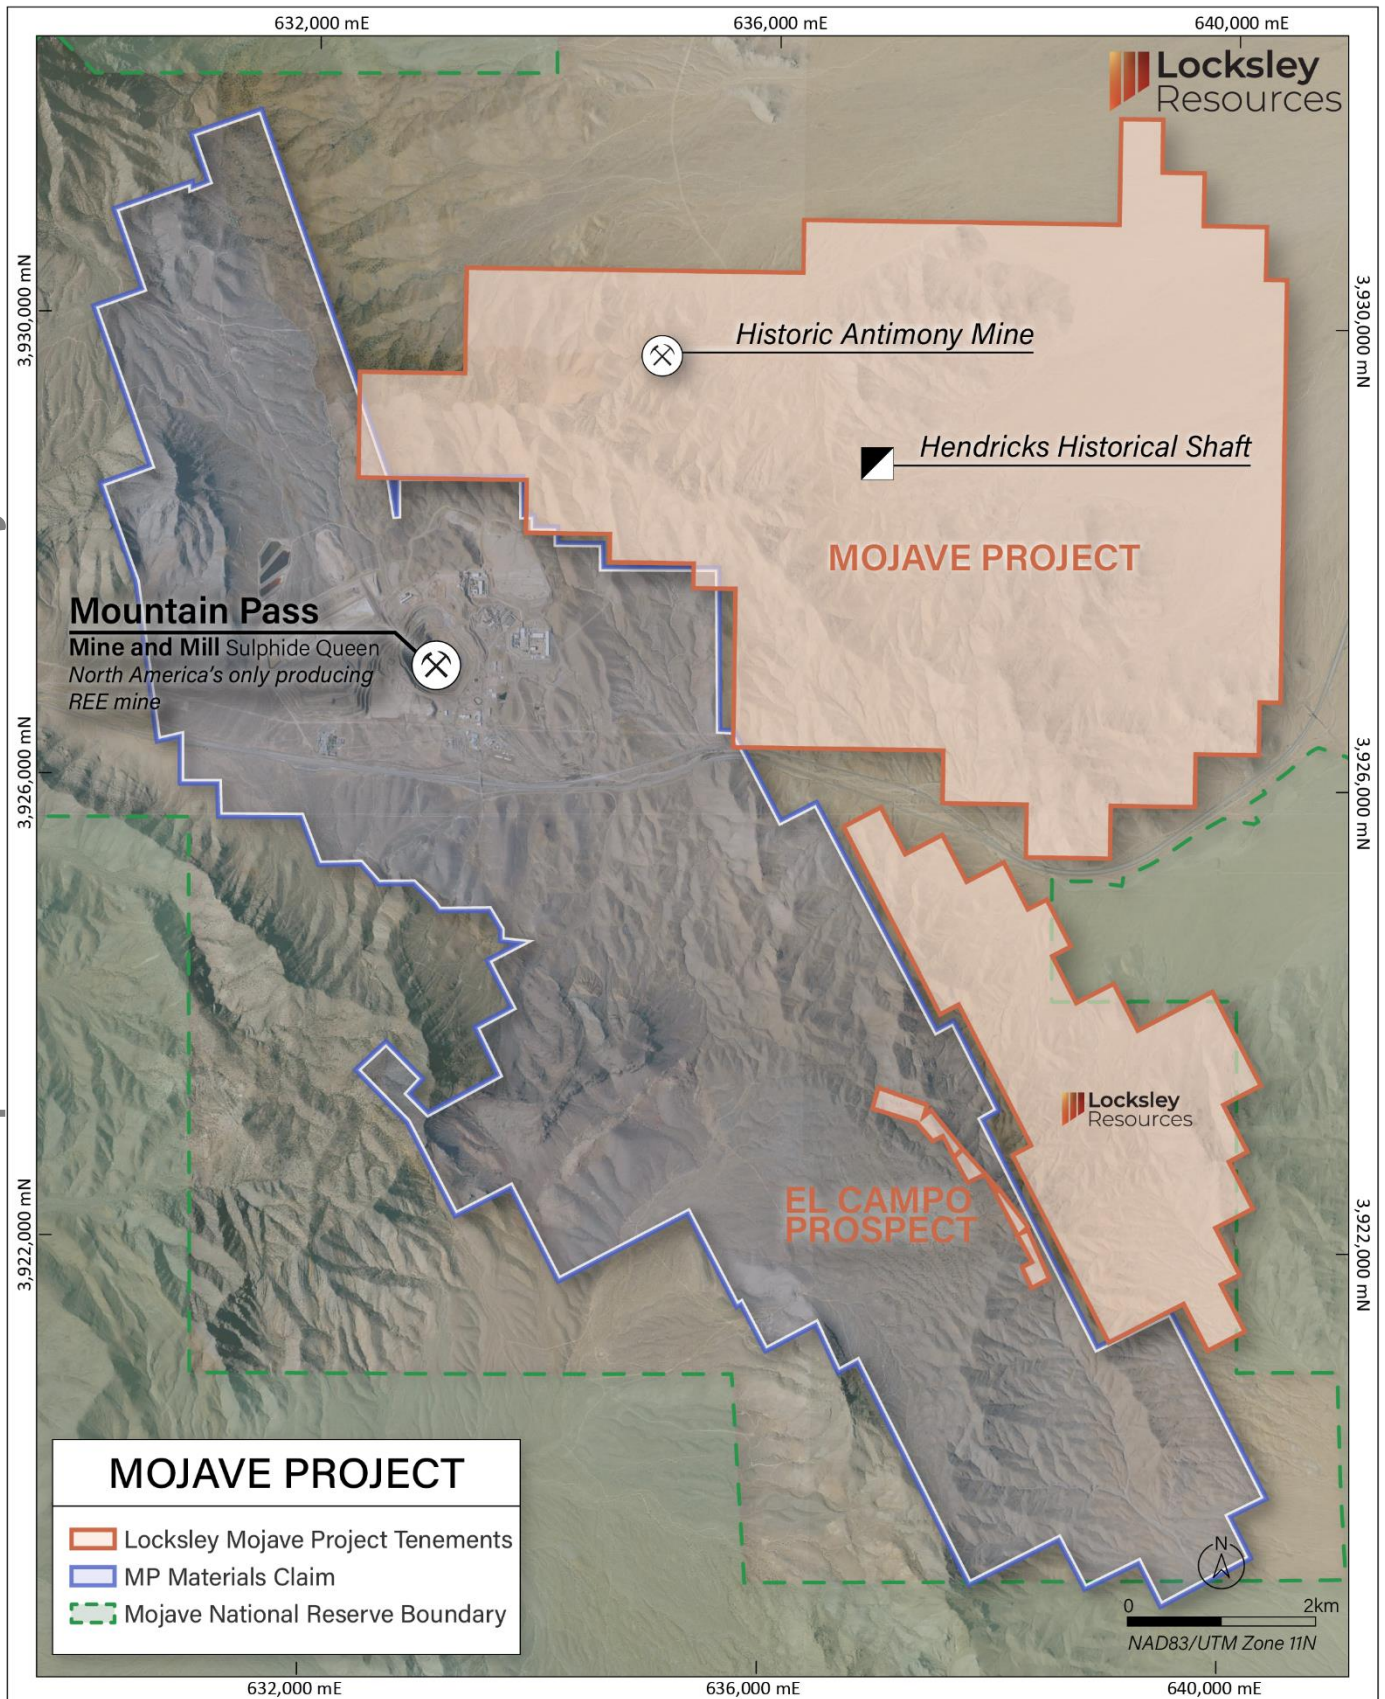 632,000 mE
636,000 mE
640,000 mE
Locksley
Resources
3,930,000 mN
3,930,000 mN
Historic Antimony Mine
Hendricks Historical Shaft
MOJAVE PROJECT
Mountain Pass
Mine and Mill Sulphide Queen
North America's only producing
REE mine
3,926,000 mN
3,926,000 mN
Locksley
Resources
EL CAMPO
PROSPECT
3,922,000 mN
3,922,000 mN
MOJAVE PROJECT
Locksley Mojave Project Tenements
MP Materials Claim
Mojave National Reserve Boundary
N
0 2km
NAD83/UTM Zone 11N
632,000 mE
636,000 mE
640,000 mE